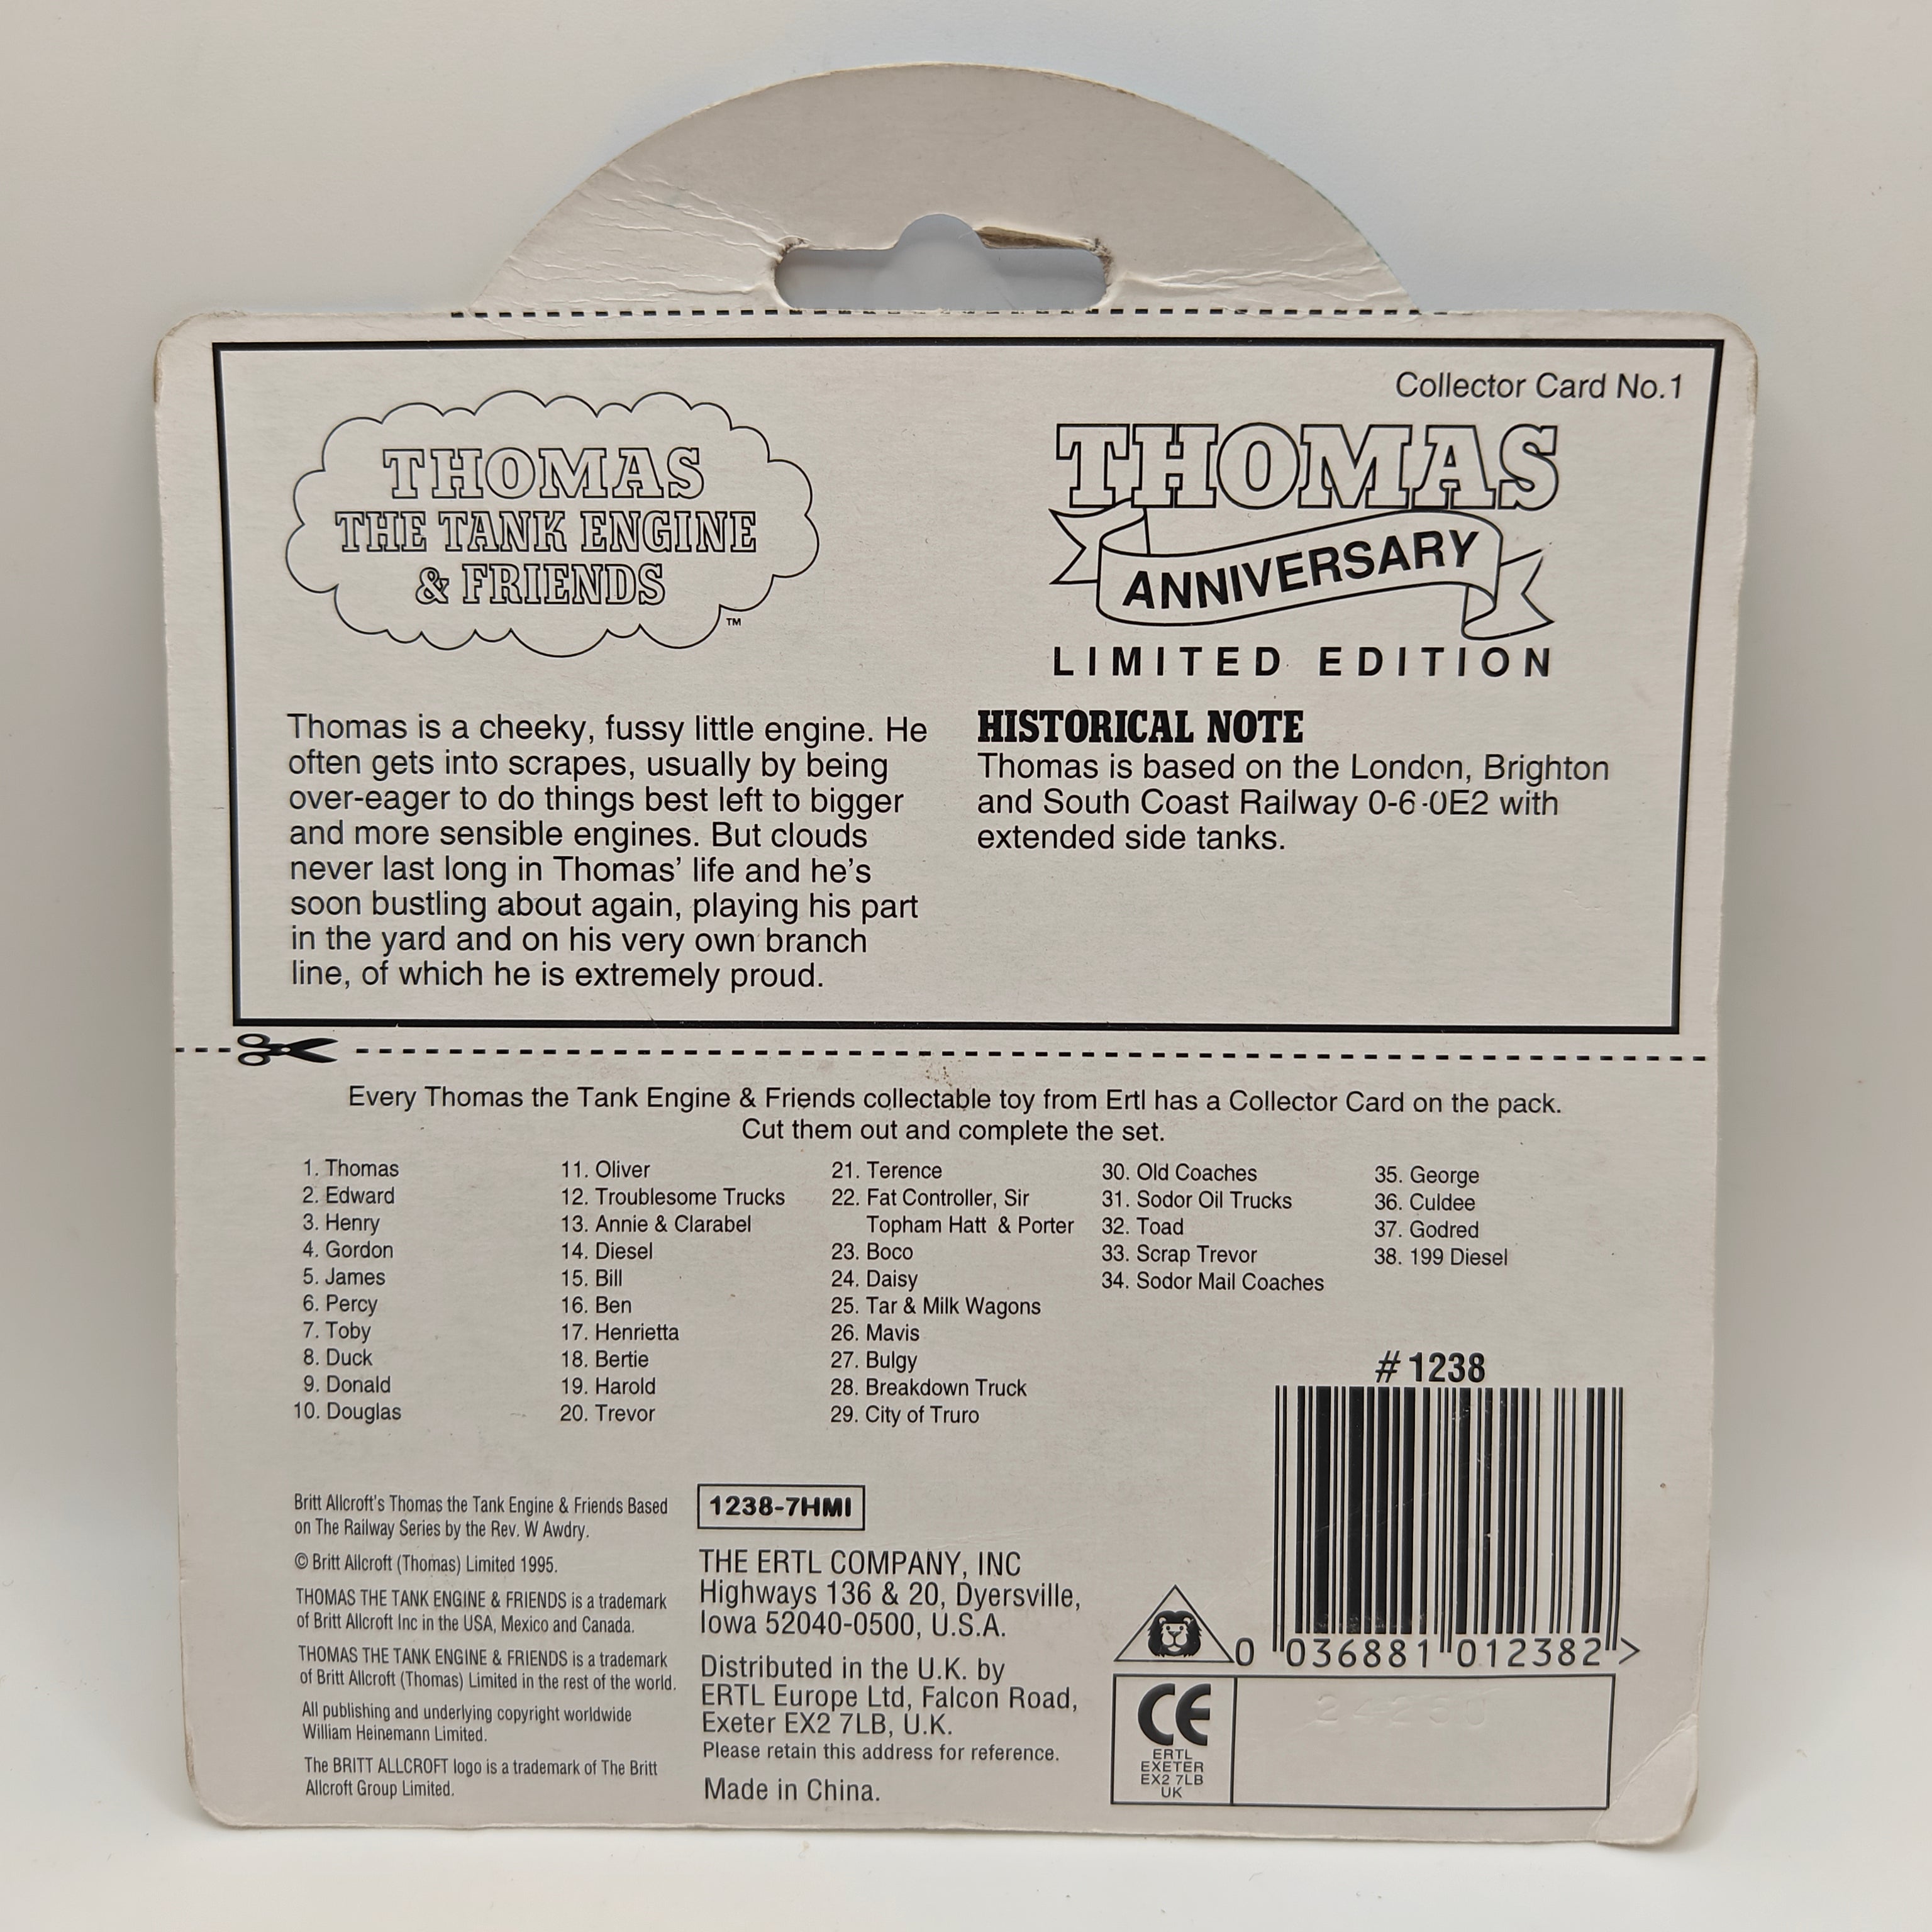 Collector Card No.1
THOMAS
THE TANK ENGINE
& FRIENDS
™
THOMAS
ANNIVERSARY
LIMITED EDITION
Thomas is a cheeky, fussy little engine. He
often gets into scrapes, usually by being
over-eager to do things best left to bigger
and more sensible engines. But clouds
never last long in Thomas' life and he's
soon bustling about again, playing his part
in the yard and on his very own branch
line, of which he is extremely proud.
HISTORICAL NOTE
Thomas is based on the London, Brighton
and South Coast Railway 0-6-0E2 with
extended side tanks.
Every Thomas the Tank Engine & Friends collectable toy from Ertl has a Collector Card on the pack.
Cut them out and complete the set.
1. Thomas
2. Edward
3. Henry
4. Gordon
5. James
6. Percy
7. Toby
8. Duck
9. Donald
10. Douglas
11. Oliver
12. Troublesome Trucks
13. Annie & Clarabel
14. Diesel
15. Bill
16. Ben
17. Henrietta
18. Bertie
19. Harold
20. Trevor
21. Terence
22. Fat Controller, Sir
Topham Hatt & Porter
23. Boco
24. Daisy
25. Tar & Milk Wagons
26. Mavis
27. Bulgy
28. Breakdown Truck
29. City of Truro
30. Old Coaches
31. Sodor Oil Trucks
32. Toad
33. Scrap Trevor
34. Sodor Mail Coaches
35. George
36. Culdee
37. Godred
38. 199 Diesel
Britt Allcroft's Thomas the Tank Engine & Friends Based
on The Railway Series by the Rev. W Awdry.
© Britt Allcroft (Thomas) Limited 1995.
THOMAS THE TANK ENGINE & FRIENDS is a trademark
of Britt Allcroft Inc in the USA, Mexico and Canada.
THOMAS THE TANK ENGINE & FRIENDS is a trademark
of Britt Allcroft (Thomas) Limited in the rest of the world.
All publishing and underlying copyright worldwide
William Heinemann Limited.
The BRITT ALLCROFT logo is a trademark of The Britt
Allcroft Group Limited.
1238-7HMI
THE ERTL COMPANY, INC
Highways 136 & 20, Dyersville,
Iowa 52040-0500, U.S.A.
Distributed in the U.K. by
ERTL Europe Ltd, Falcon Road,
Exeter EX2 7LB, U.K.
Please retain this address for reference.
Made in China.
# 1238
0 036881 012382 >
CE
ERTL
EXETER
EX2 7LB
UK